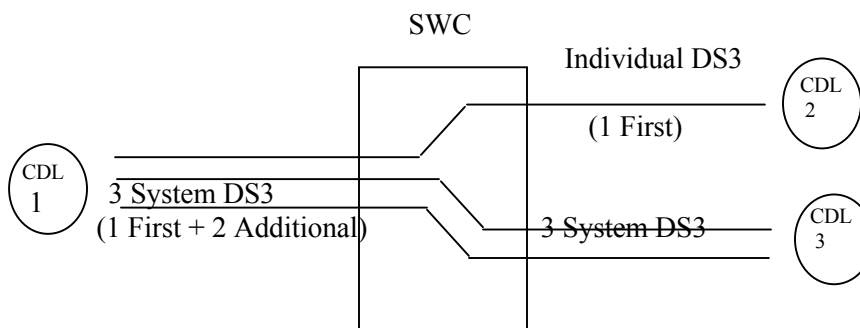 SWC
Individual DS3
CDL
2
(1 First)
CDL
1
3 System DS3
(1 First + 2 Additional)
3 System DS3
CDL
3